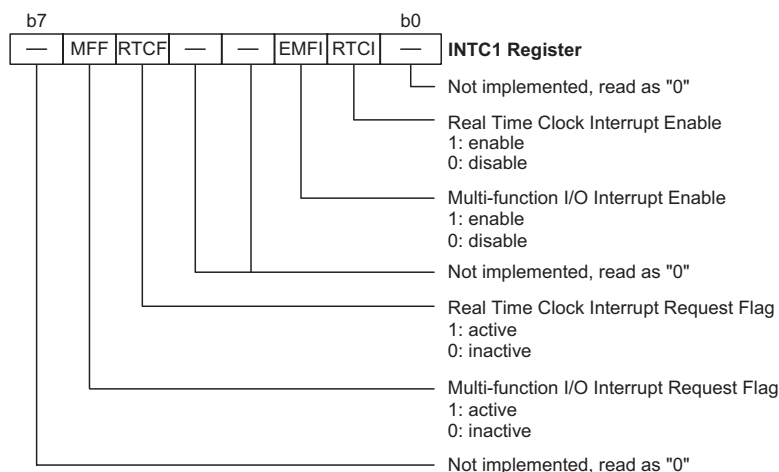 b7 b0
— MFF RTCF — — EMFI RTCI — INTC1 Register
Not implemented, read as "0"
Real Time Clock Interrupt Enable
1: enable
0: disable
Multi-function I/O Interrupt Enable
1: enable
0: disable
Not implemented, read as "0"
Real Time Clock Interrupt Request Flag
1: active
0: inactive
Multi-function I/O Interrupt Request Flag
1: active
0: inactive
Not implemented, read as "0"